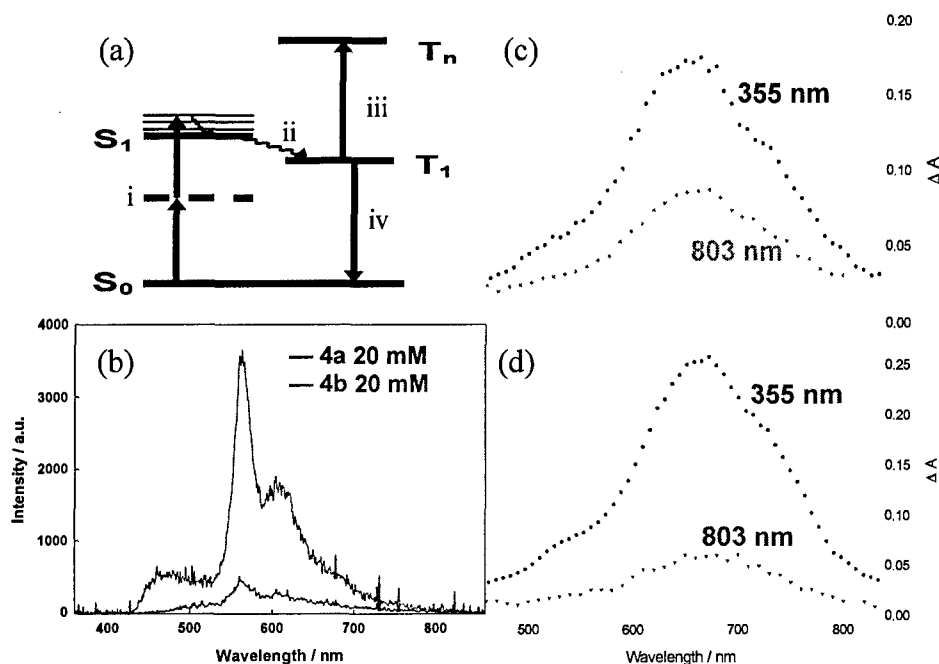 (a)
Tₙ
iii
S₁
ii
T₁
i
iv
S₀
(b)
4000
3000
2000
1000
0
Intensity / a.u.
4a 20 mM
4b 20 mM
400
500
600
700
800
Wavelength / nm
(c)
355 nm
803 nm
0.20
0.15
0.10
0.05
0.00
Δ A
(d)
355 nm
803 nm
0.25
0.20
0.15
0.10
0.05
0.00
Δ A
500
600
700
800
Wavelength / nm